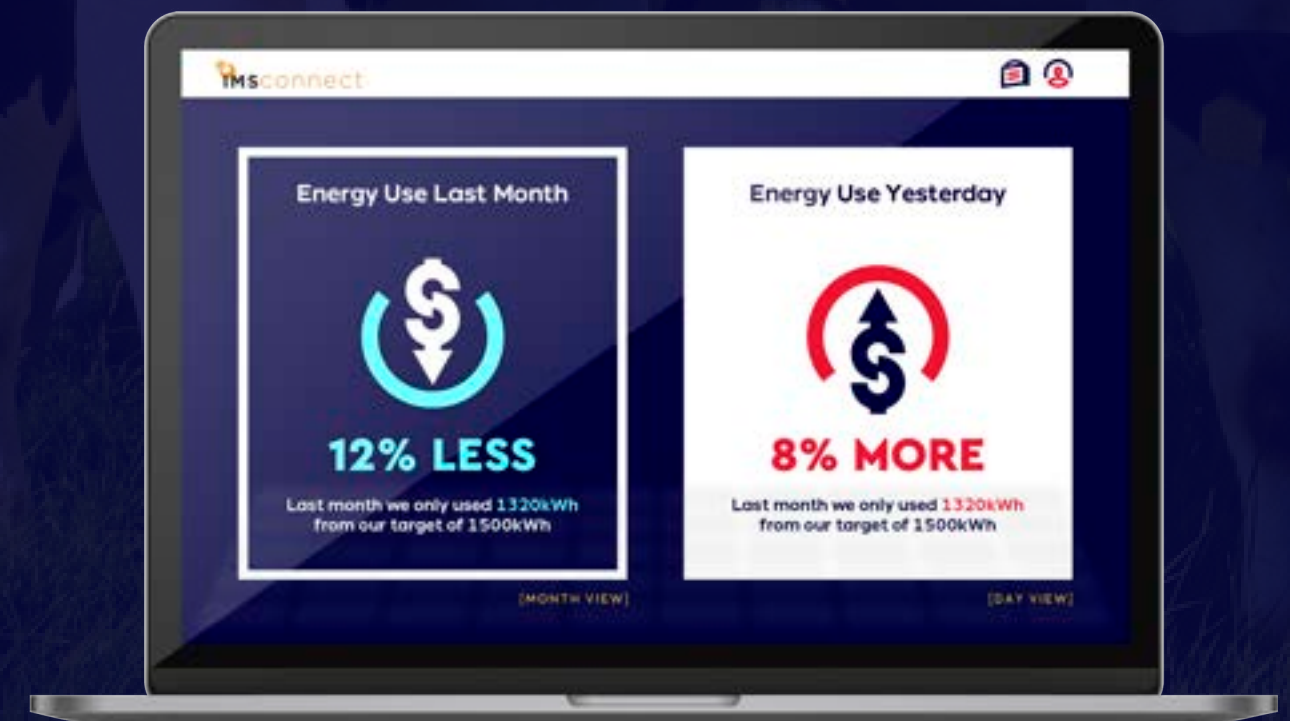 IMSconnect
Energy Use Last Month
12% LESS
Last month we only used 1320kWh
from our target of 1500kWh
[MONTH VIEW]
Energy Use Yesterday
8% MORE
Last month we only used 1320kWh
from our target of 1500kWh
[DAY VIEW]